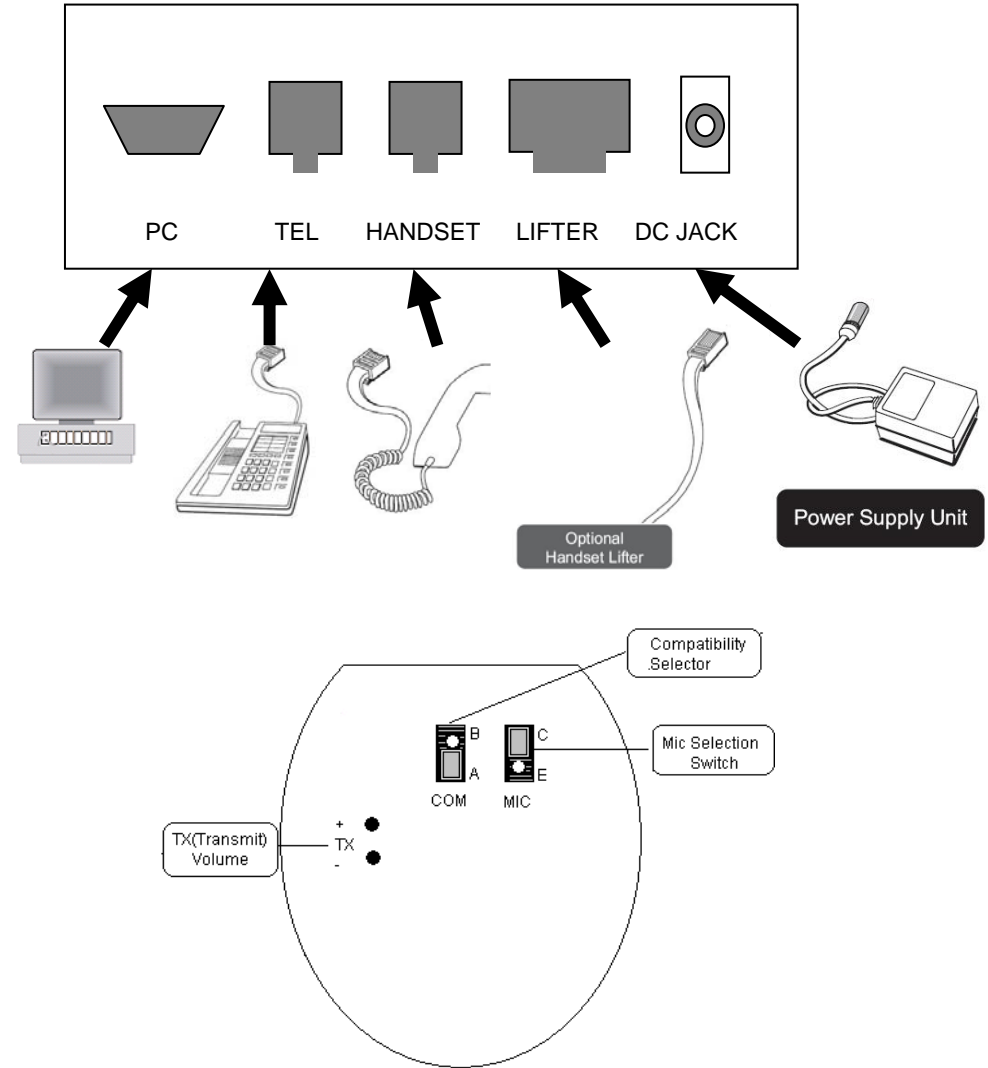 PC TEL HANDSET LIFTER DC JACK
Optional
Handset Lifter
Power Supply Unit
Compatibility
.Selector
B
C
Mic Selection
Switch
A
E
COM MIC
+
TX(Transmit)
Volume
TX
-